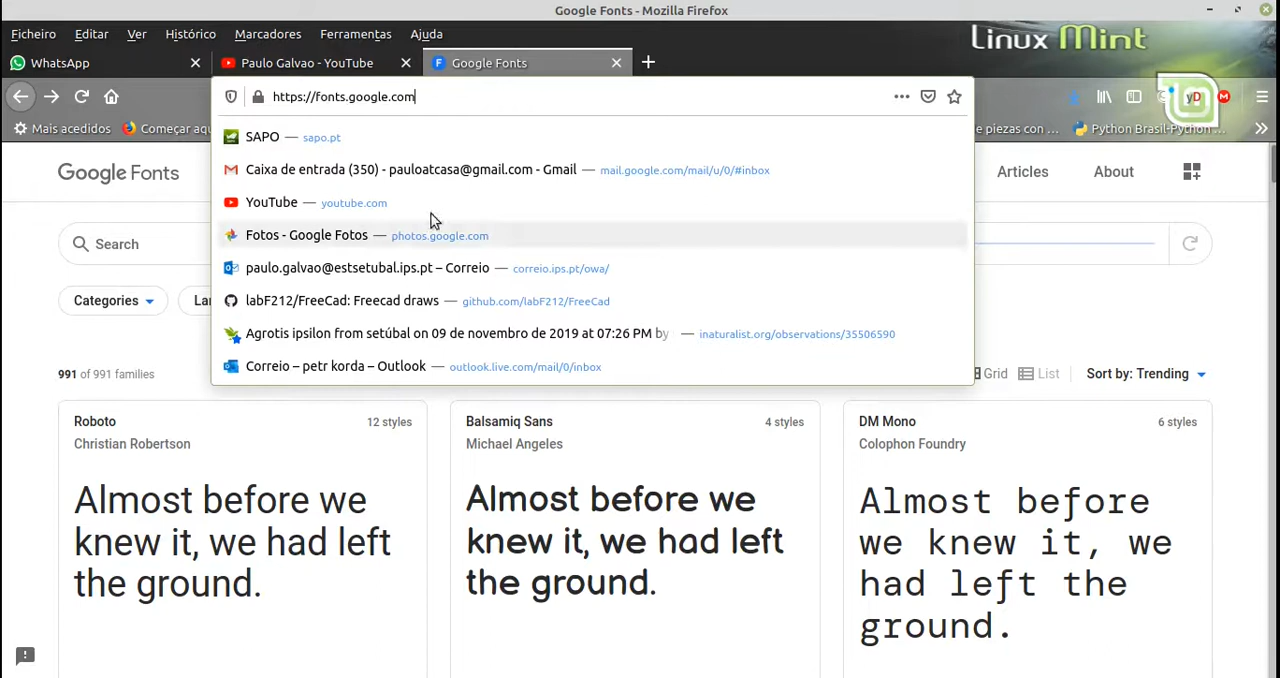 Google Fonts - Mozilla Firefox
Ficheiro Editar Ver Histórico Marcadores Ferramentas Ajuda
Linux Mint
WhatsApp Paulo Galvao - YouTube Google Fonts
https://fonts.google.com
yD
Mais acedidos Começar aqu e piezas con ... Python Brasil-Python ...
SAPO — sapo.pt
Caixa de entrada (350) - pauloatcasa@gmail.com - Gmail — mail.google.com/mail/u/0/#inbox
YouTube — youtube.com
Fotos - Google Fotos — photos.google.com
paulo.galvao@estsetubal.ips.pt – Correio — correio.ips.pt/owa/
labF212/FreeCad: Freecad draws — github.com/labF212/FreeCad
Agrotis ipsilon from setúbal on 09 de novembro de 2019 at 07:26 PM by — inaturalist.org/observations/35506590
Correio – petr korda – Outlook — outlook.live.com/mail/0/inbox
Google Fonts Articles About
Search
Categories Lan
991 of 991 families Grid List Sort by: Trending
Roboto 12 styles
Christian Robertson
Almost before we
knew it, we had left
the ground.
Balsamiq Sans 4 styles
Michael Angeles
Almost before we
knew it, we had left
the ground.
DM Mono 6 styles
Colophon Foundry
Almost before
we knew it, we
had left the
ground.